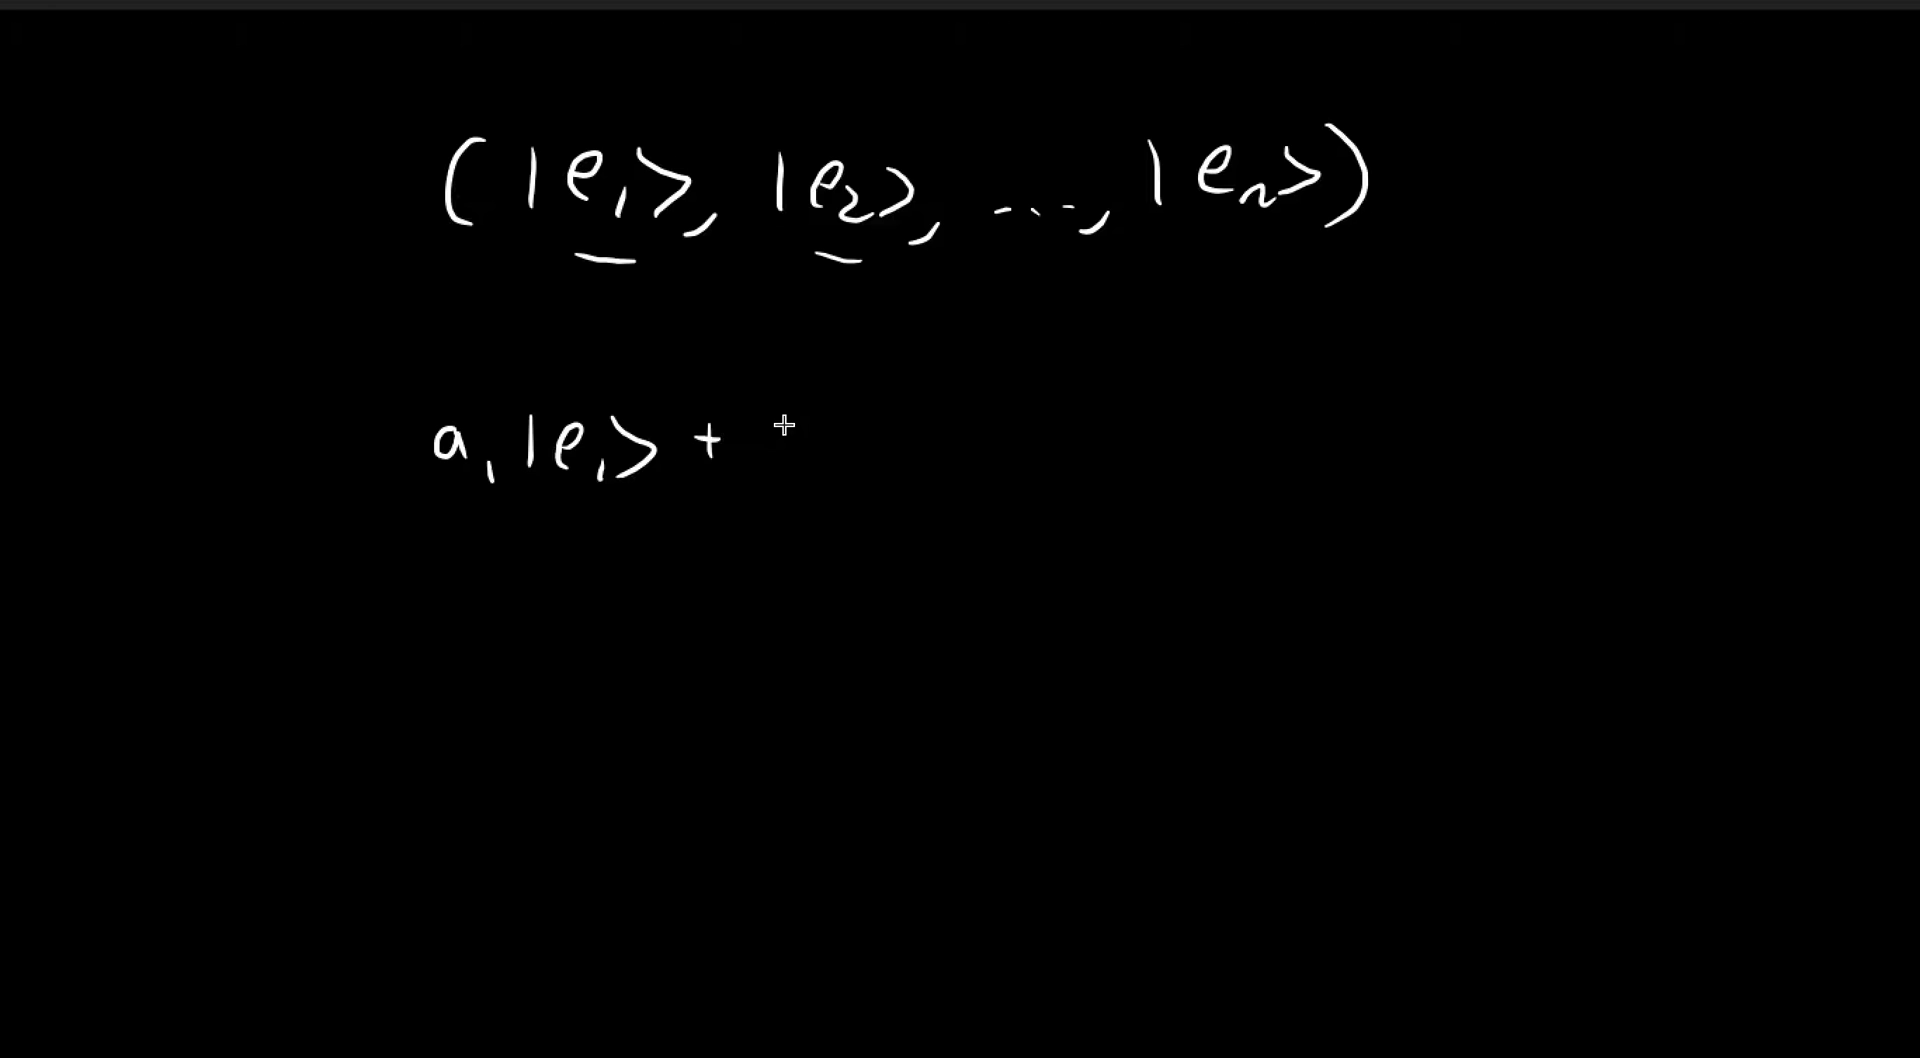 (|e₁>, |e₂>, ..., |eₙ>)
a₁|e₁> +